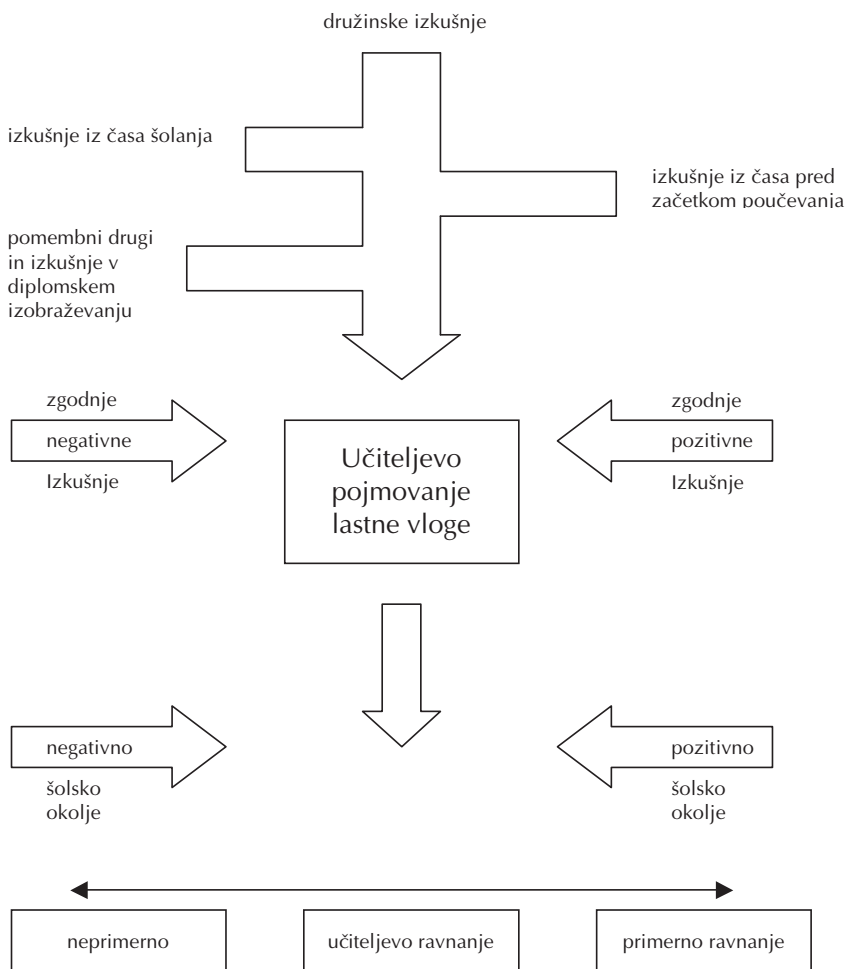 družinske izkušnje
izkušnje iz časa šolanja
izkušnje iz časa pred
začetkom poučevanja
pomembni drugi
in izkušnje v
diplomskem
izobraževanju
zgodnje
negativne
Izkušnje
zgodnje
pozitivne
Izkušnje
Učiteljevo
pojmovanje
lastne vloge
negativno
šolsko
okolje
pozitivno
šolsko
okolje
neprimerno
učiteljevo ravnanje
primerno ravnanje